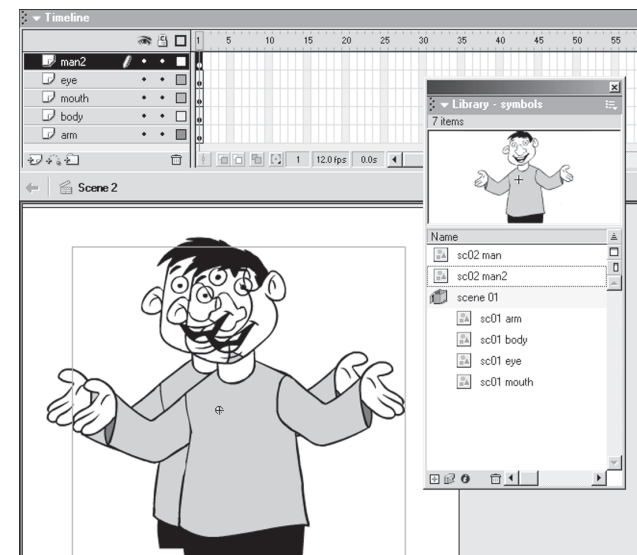 Timeline
1 5 10 15 20 25 30 35 40 45 50 55
man2
eye
mouth
body
arm
1 12.0 fps 0.0s
Scene 2
Library - symbols
7 items
Name
sc02 man
sc02 man2
scene 01
sc01 arm
sc01 body
sc01 eye
sc01 mouth